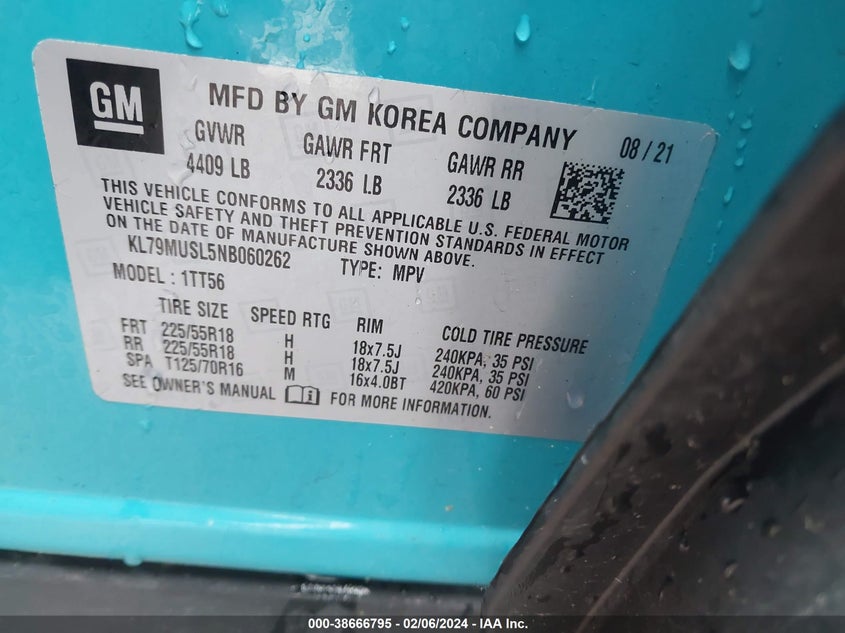 GM
MFD BY GM KOREA COMPANY 08 / 21
GVWR GAWR FRT GAWR RR
4409 LB 2336 LB 2336 LB
THIS VEHICLE CONFORMS TO ALL APPLICABLE U.S. FEDERAL MOTOR
VEHICLE SAFETY AND THEFT PREVENTION STANDARDS IN EFFECT
ON THE DATE OF MANUFACTURE SHOWN ABOVE.
KL79MUSL5NB060262 TYPE: MPV
MODEL : 1TT56
TIRE SIZE SPEED RTG RIM COLD TIRE PRESSURE
FRT 225/55R18 H 18x7.5J 240KPA, 35 PSI
RR 225/55R18 H 18x7.5J 240KPA, 35 PSI
SPA T125/70R16 M 16x4.0BT 420KPA, 60 PSI
SEE OWNER'S MANUAL FOR MORE INFORMATION.
000-38666795 - 02/06/2024 - IAA Inc.